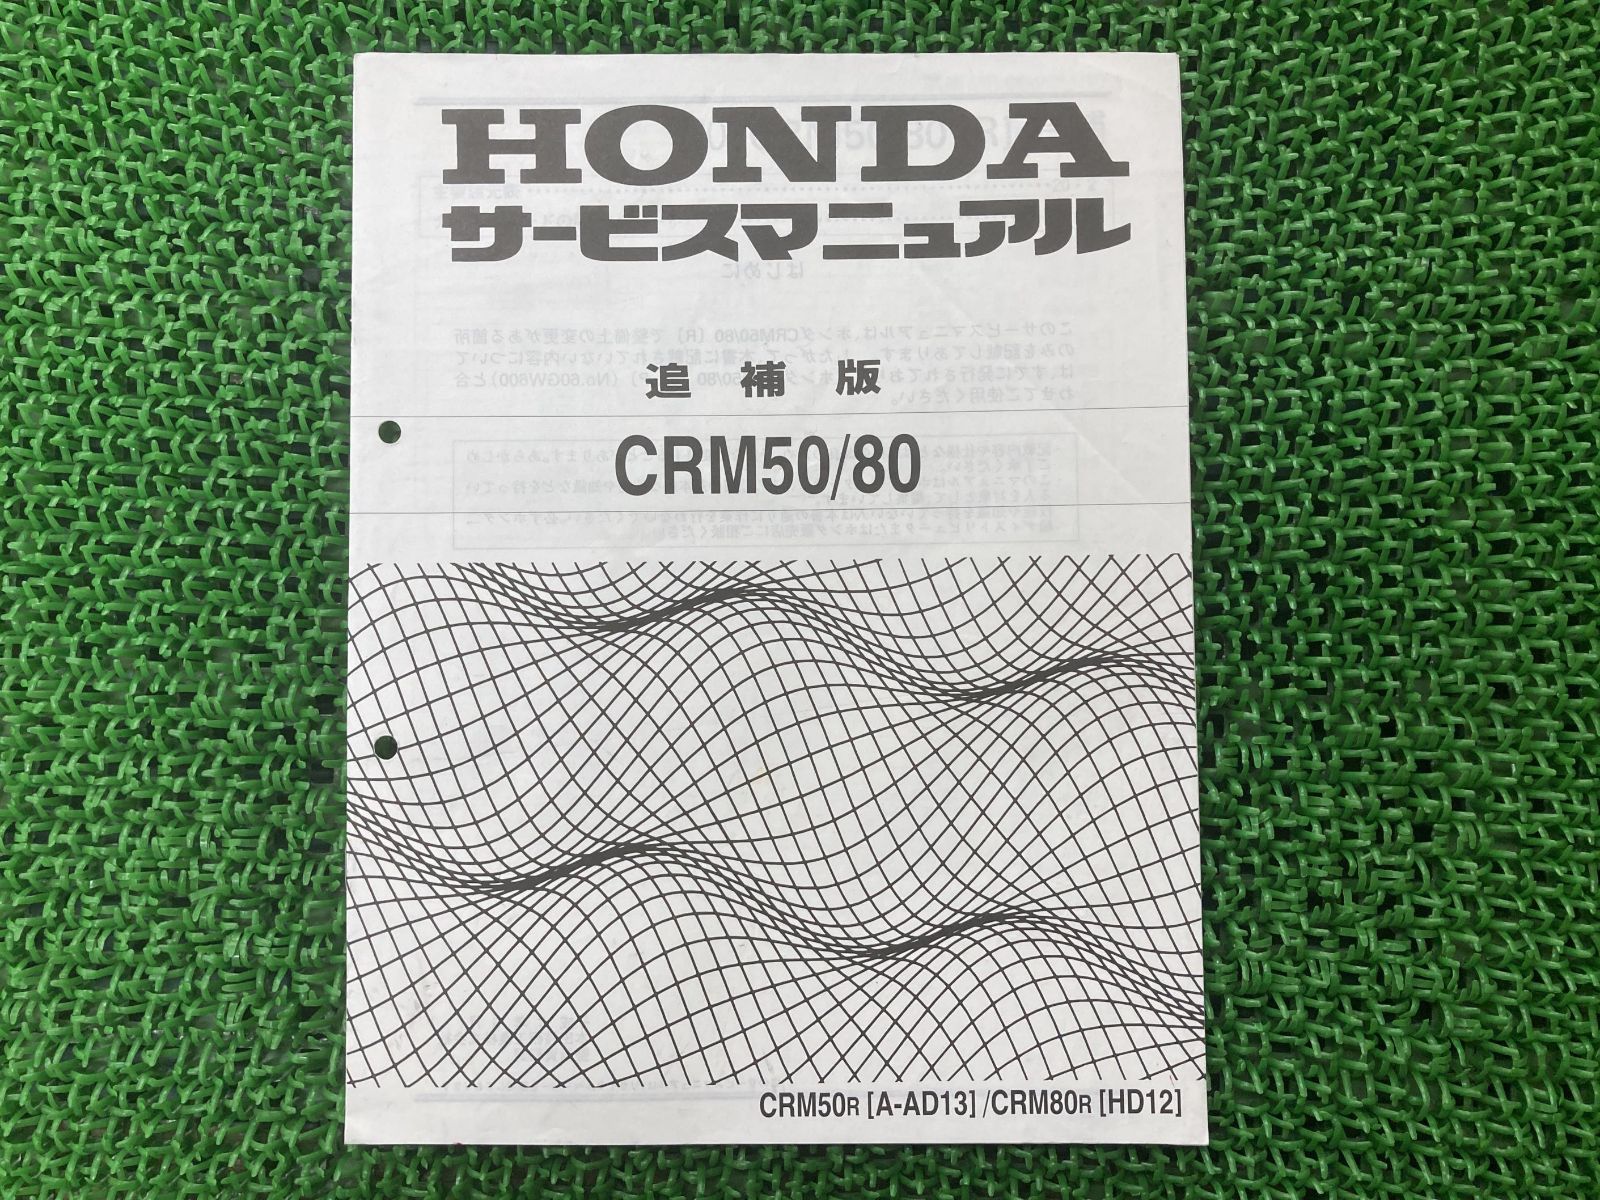 HONDA
サービスマニュアル
追補版
CRM50/80
CRM50R [A-AD13] /CRM80R [HD12]